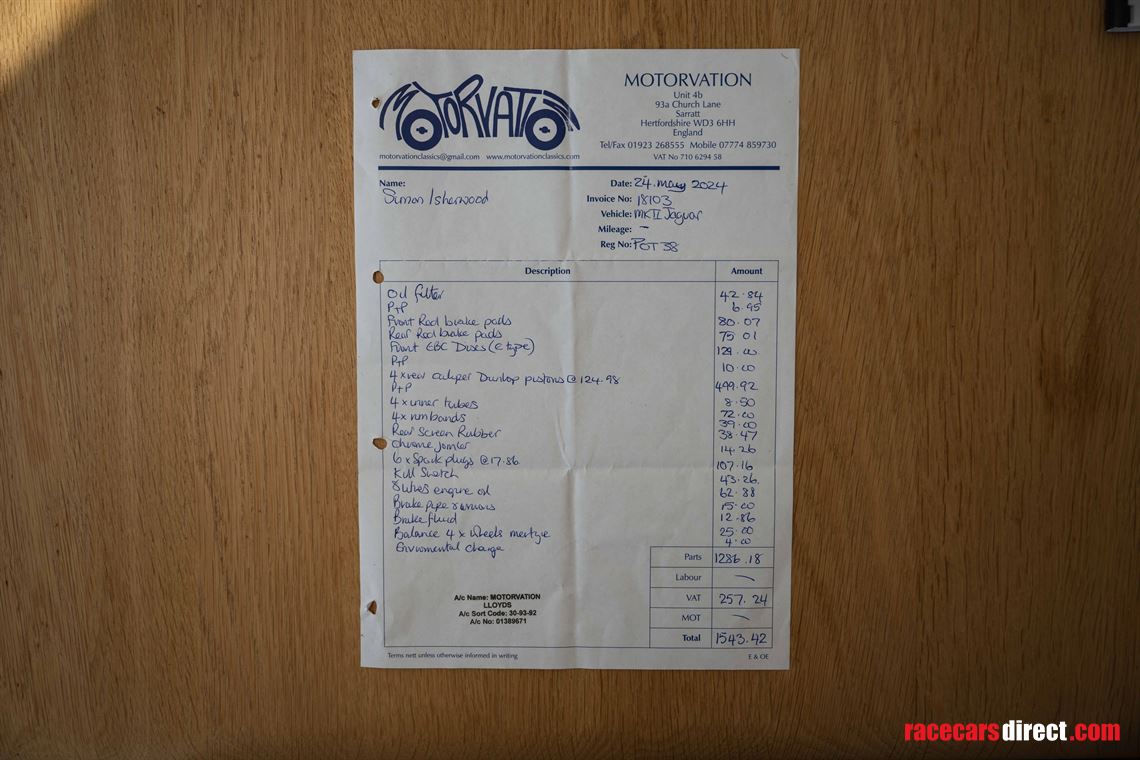 MOTORVATION
motorvationclassics@gmail.com www.motorvationclassics.com
MOTORVATION
Unit 4b
93a Church Lane
Sarratt
Hertfordshire WD3 6HH
England
Tel/Fax 01923 268555 Mobile 07774 859730
VAT No 710 6294 58
Name: Simon Isherwood
Date: 24. may 2024
Invoice No: 18103
Vehicle: MKII Jaguar
Mileage: –
Reg No: POT 38
Description Amount
Oil filter 42.84
P+P 6.95
Front Red brake pads 80.07
Rear Red brake pads 75 01
Front EBC Discs (E type) 129.00
P+P 10.00
4 x rear caliper Dunlop pistons @ 124.98 499.92
P+P 8.50
4 x inner tubes 72.00
4 x rimbands 39.00
Rear Screen Rubber 38.47
Chrome 14.26
6 x Spark plugs @ 17.86 107.16
Kill Switch 43.26.
8 litres engine oil 62.88
Brake pipe 15.00
Brake fluid 12.86
Balance 4 x wheels 25.00
Enviromental charge 4.00
Parts 1286.18
Labour –
VAT 257.24
MOT –
Total 1543.42
A/c Name: MOTORVATION
LLOYDS
A/c Sort Code: 30-93-92
A/c No: 01389671
Terms nett unless otherwise informed in writing
E & OE
racecarsdirect.com